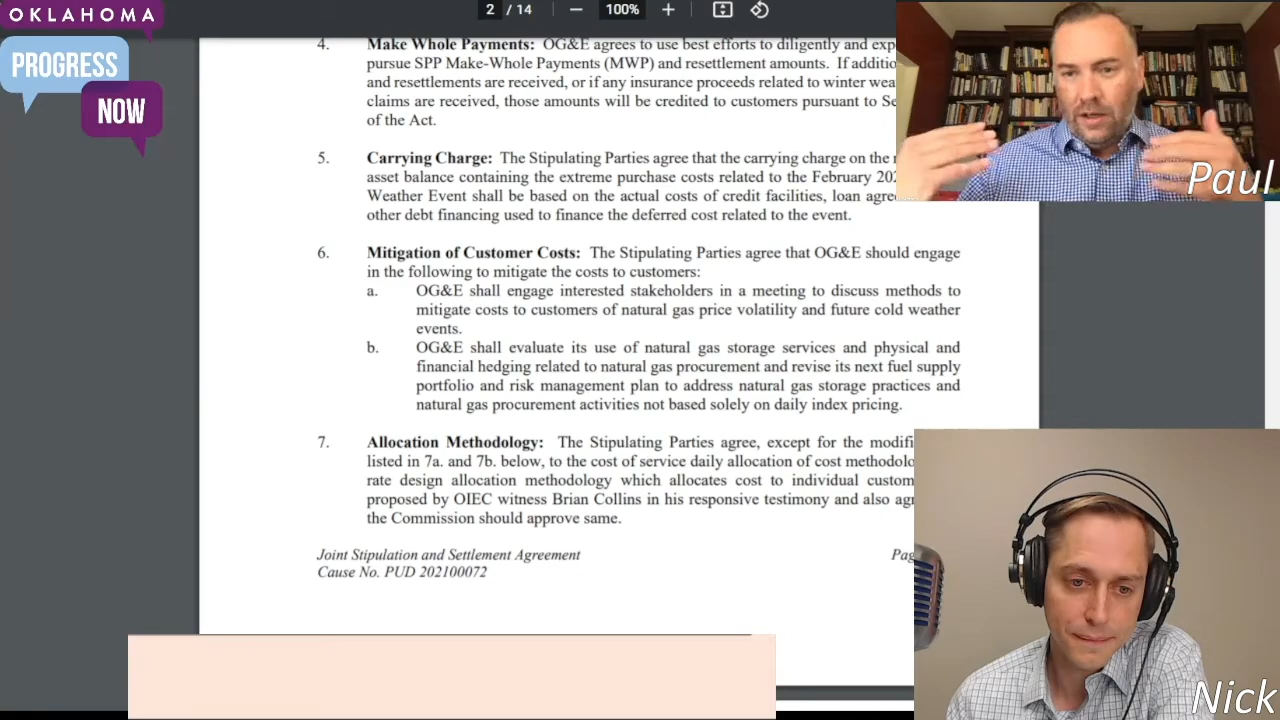 OKLAHOMA
PROGRESS
NOW
2 / 14
100%
4. Make Whole Payments: OG&E agrees to use best efforts to diligently and
pursue SPP Make-Whole Payments (MWP) and resettlement amounts. If
and resettlements are received, or if any insurance proceeds related to winter
claims are received, those amounts will be credited to customers pursuant to
of the Act.
5. Carrying Charge: The Stipulating Parties agree that the carrying charge on the
asset balance containing the extreme purchase costs related to the February
Weather Event shall be based on the actual costs of credit facilities, loan
other debt financing used to finance the deferred cost related to the event.
6. Mitigation of Customer Costs: The Stipulating Parties agree that OG&E should engage
in the following to mitigate the costs to customers:
a. OG&E shall engage interested stakeholders in a meeting to discuss methods to
mitigate costs to customers of natural gas price volatility and future cold weather
events.
b. OG&E shall evaluate its use of natural gas storage services and physical and
financial hedging related to natural gas procurement and revise its next fuel supply
portfolio and risk management plan to address natural gas storage practices and
natural gas procurement activities not based solely on daily index pricing.
7. Allocation Methodology: The Stipulating Parties agree, except for the
listed in 7a. and 7b. below, to the cost of service daily allocation of cost
rate design allocation methodology which allocates cost to individual
proposed by OIEC witness Brian Collins in his responsive testimony and also
the Commission should approve same.
Joint Stipulation and Settlement Agreement
Cause No. PUD 202100072
Paul
Nick